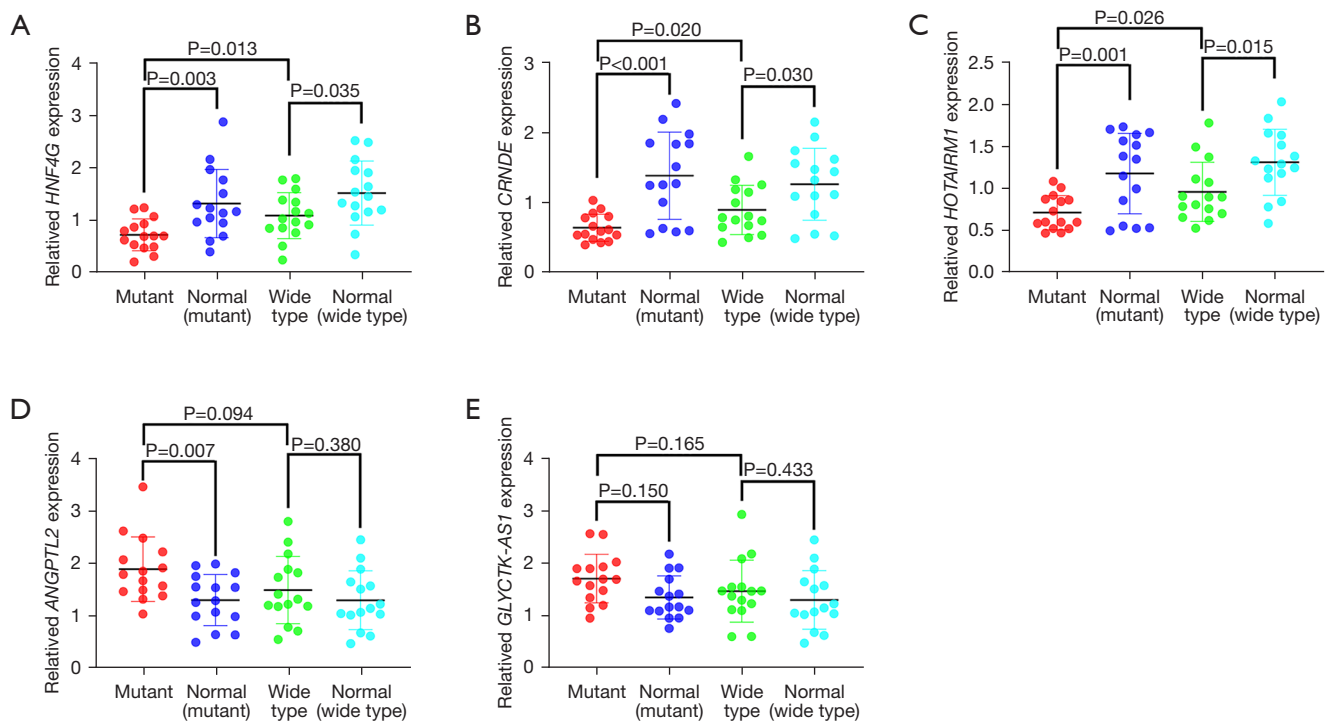 A
Relatived HNF4G expression
P=0.013
P=0.003
P=0.035
4
3
2
1
0
Mutant
Normal
(mutant)
Wide
type
Normal
(wide type)
B
Relatived CRNDE expression
P=0.020
P<0.001
P=0.030
3
2
1
0
Mutant
Normal
(mutant)
Wide
type
Normal
(wide type)
C
Relatived HOTAIRM1 expression
P=0.026
P=0.001
P=0.015
2.5
2.0
1.5
1.0
0.5
0.0
Mutant
Normal
(mutant)
Wide
type
Normal
(wide type)
D
Relatived ANGPTL2 expression
P=0.094
P=0.007
P=0.380
4
3
2
1
0
Mutant
Normal
(mutant)
Wide
type
Normal
(wide type)
E
Relatived GLYCTK-AS1 expression
P=0.165
P=0.150
P=0.433
4
3
2
1
0
Mutant
Normal
(mutant)
Wide
type
Normal
(wide type)